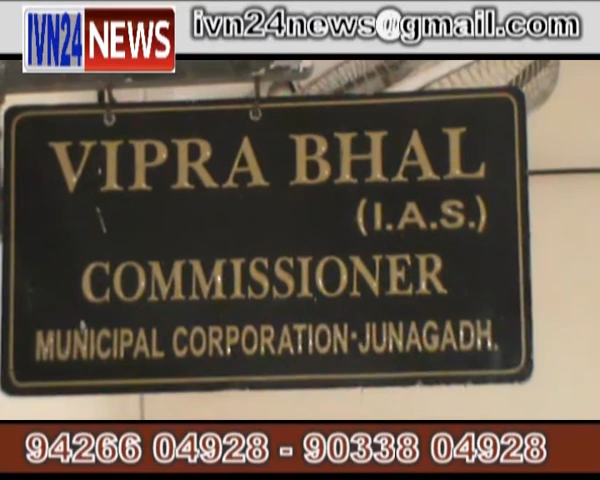 IVN24 NEWS ivn24news@gmail.com
VIPRA BHAL
(I.A.S.)
COMMISSIONER
MUNICIPAL CORPORATION-JUNAGADH.
94266 04928 - 90338 04928